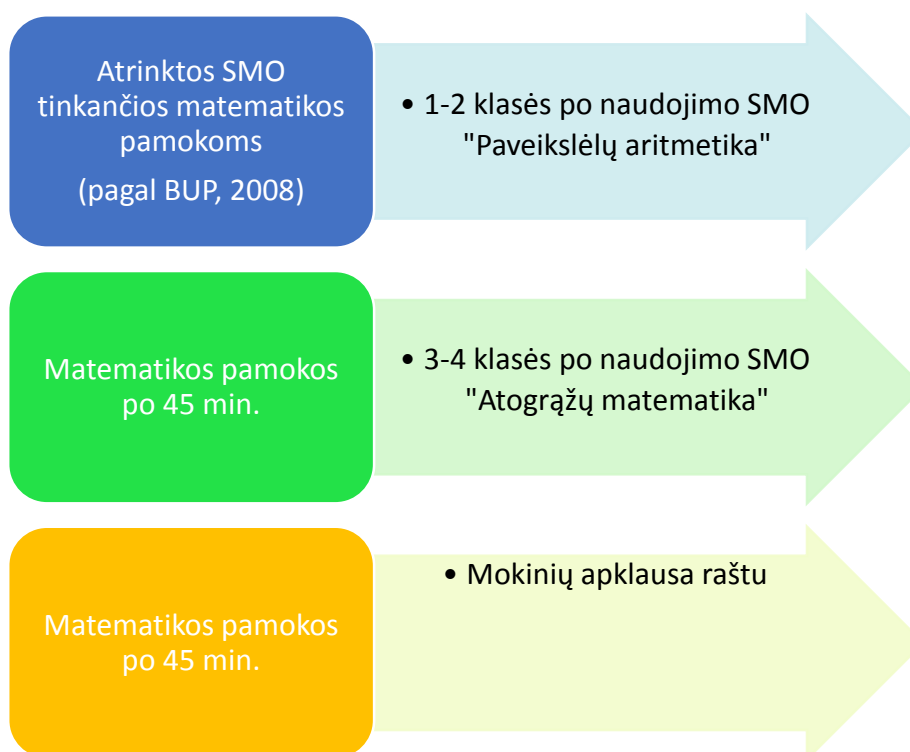 Atrinktos SMO
tinkančios matematikos
pamokoms
(pagal BUP, 2008)
• 1-2 klasės po naudojimo SMO
"Paveikslėlų aritmetika"
Matematikos pamokos
po 45 min.
• 3-4 klasės po naudojimo SMO
"Atogrąžų matematika"
Matematikos pamokos
po 45 min.
• Mokinių apklausa raštu